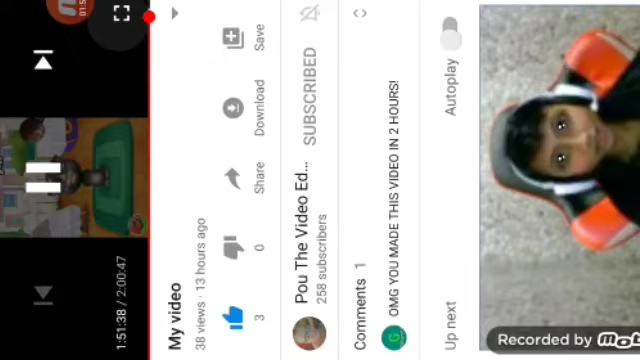 1:51:38 / 2:00:47
My video
38 views · 13 hours ago
3
0
Share
Download
Save
Pou The Video Ed...
258 subscribers
SUBSCRIBED
Comments 1
G
OMG YOU MADE THIS VIDEO IN 2 HOURS!
Up next
Autoplay
Recorded by